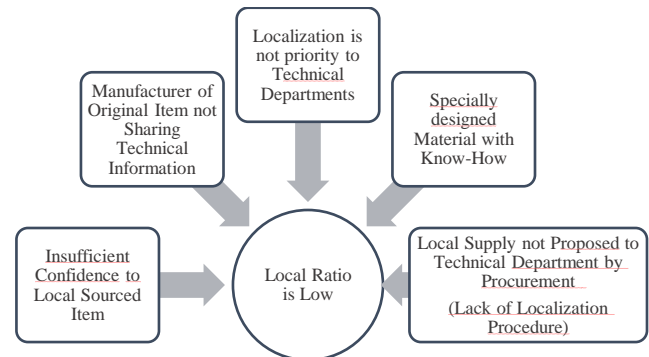 Localization is
not priority to
Technical
Departments
Manufacturer of
Original Item not
Sharing
Technical
Information
Specially
designed
Material with
Know-How
Insufficient
Confidence to
Local Sourced
Item
Local Ratio
is Low
Local Supply not Proposed to
Technical Department by
Procurement
(Lack of Localization
Procedure)